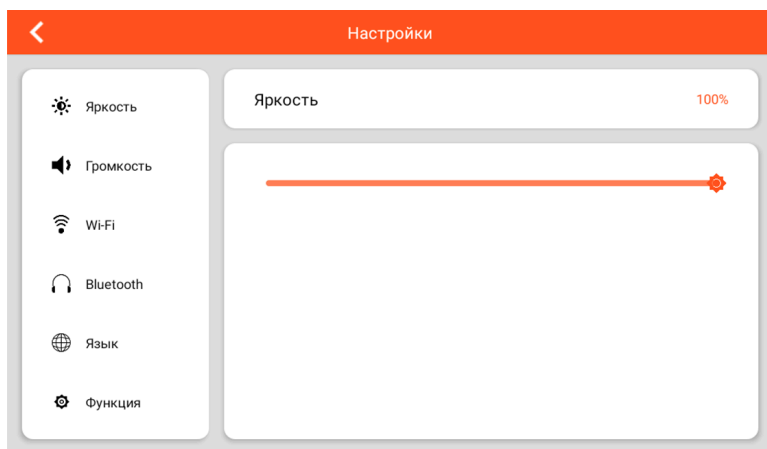 Настройки
Яркость
Громкость
Wi-Fi
Bluetooth
Язык
Функция
Яркость 100%